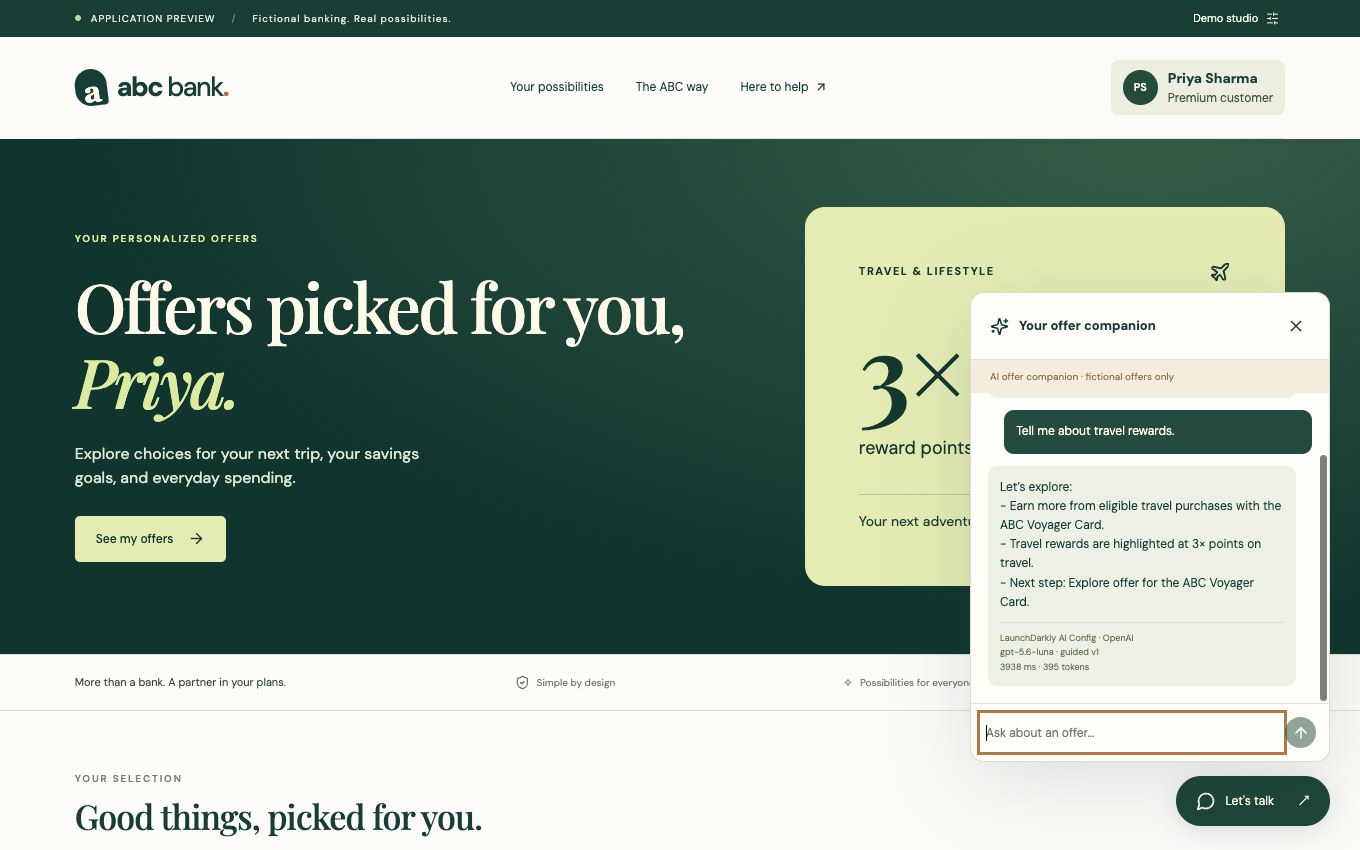 APPLICATION PREVIEW / Fictional banking. Real possibilities.
Demo studio
a abc bank.
Your possibilities
The ABC way
Here to help
PS
Priya Sharma
Premium customer
YOUR PERSONALIZED OFFERS
Offers picked for you,
Priya.
Explore choices for your next trip, your savings
goals, and everyday spending.
See my offers
TRAVEL & LIFESTYLE
3×
reward points
Your next
Your offer companion
AI offer companion · fictional offers only
Tell me about travel rewards.
Let's explore:
- Earn more from eligible travel purchases with the
ABC Voyager Card.
- Travel rewards are highlighted at 3× points on
travel.
- Next step: Explore offer for the ABC Voyager
Card.
LaunchDarkly AI Config · OpenAI
gpt-5.6-luna · guided v1
3938 ms · 395 tokens
Ask about an offer...
Let's talk
More than a bank. A partner in your plans.
Simple by design
Possibilities for
YOUR SELECTION
Good things, picked for you.